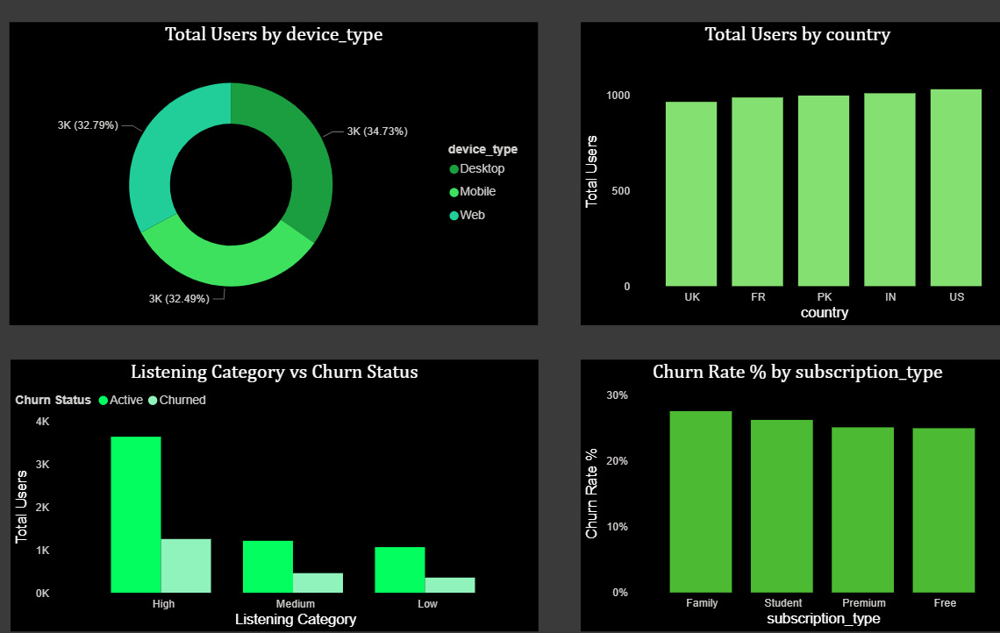 Total Users by device_type
3K (32.79%)
3K (34.73%)
3K (32.49%)
device_type
Desktop
Mobile
Web
Total Users by country
Total Users
1000
500
0
UK FR PK IN US
country
Listening Category vs Churn Status
Churn Status Active Churned
Total Users
4K
3K
2K
1K
0K
High Medium Low
Listening Category
Churn Rate % by subscription_type
Churn Rate %
30%
20%
10%
0%
Family Student Premium Free
subscription_type